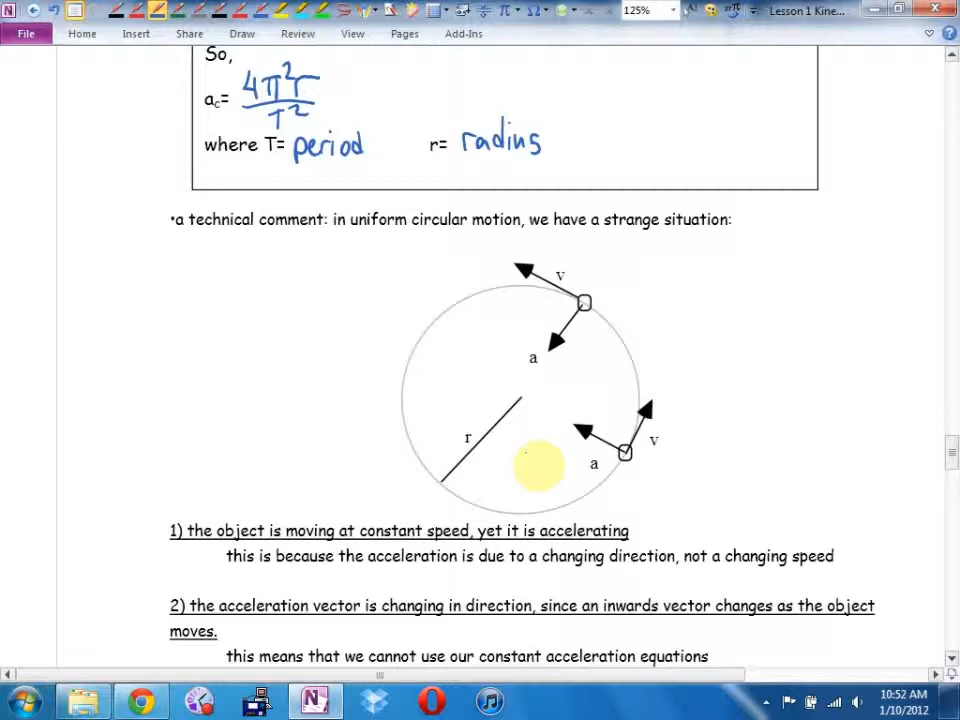 125%
Lesson 1 Kine...
File Home Insert Share Draw Review View Pages Add-Ins
So,
a꜀= 4π²r
T²
where T= period r= radius
•a technical comment: in uniform circular motion, we have a strange situation:
v
a
v
r
a
1) the object is moving at constant speed, yet it is accelerating
this is because the acceleration is due to a changing direction, not a changing speed
2) the acceleration vector is changing in direction, since an inwards vector changes as the object
moves.
this means that we cannot use our constant acceleration equations
10:52 AM
1/10/2012